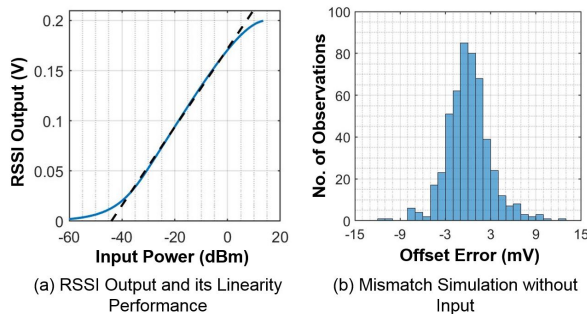 0.2
0.15
0.1
0.05
0
RSSI Output (V)
-60 -40 -20 0 20
Input Power (dBm)
(a) RSSI Output and its Linearity
Performance
100
80
60
40
20
0
No. of Observations
-15 -9 -3 3 9 15
Offset Error (mV)
(b) Mismatch Simulation without
Input